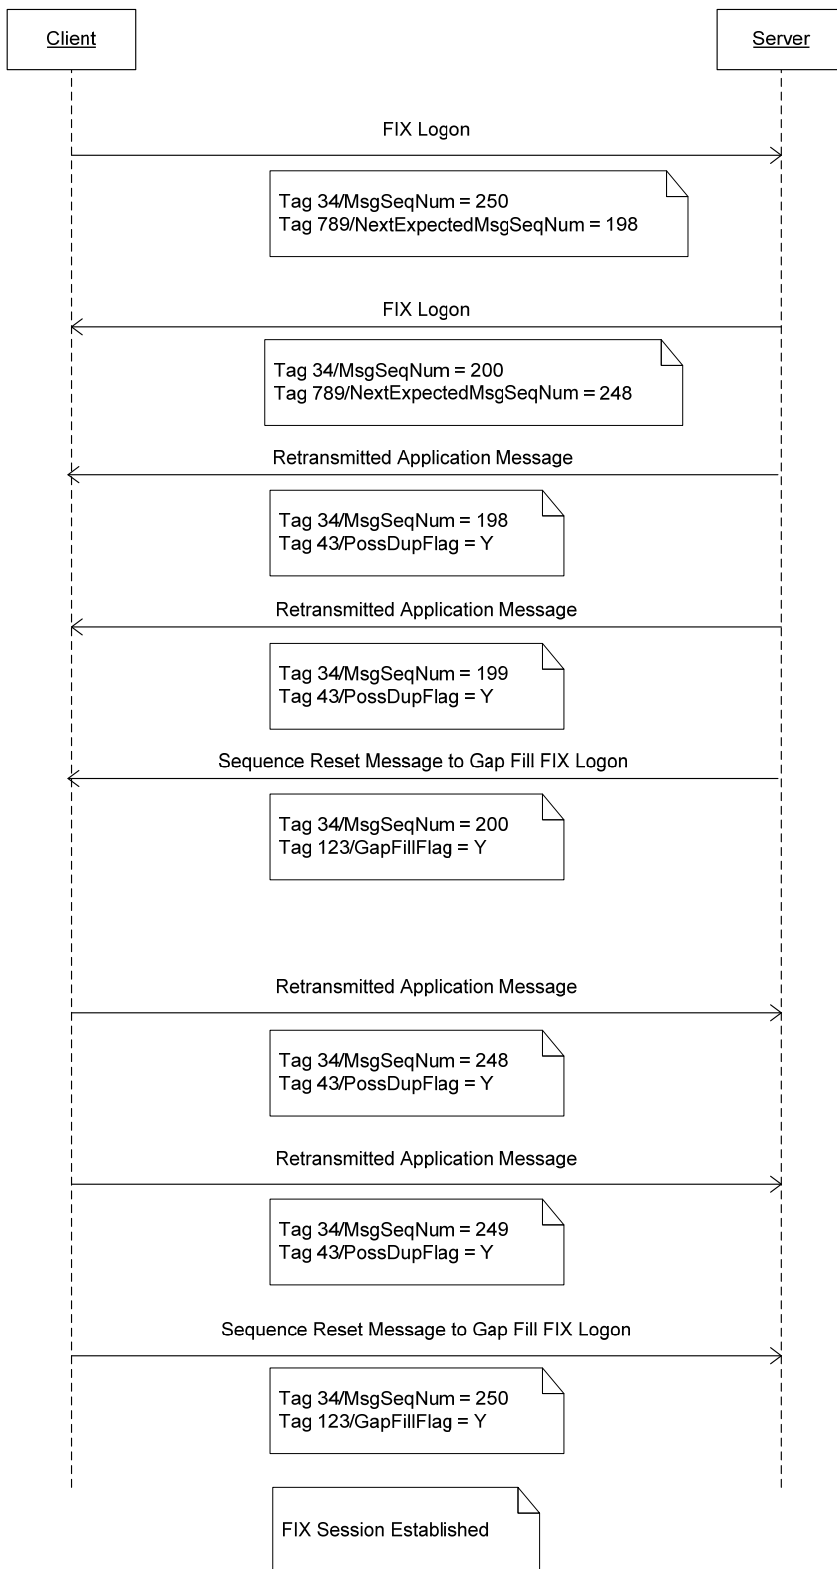 Client
Server
FIX Logon
Tag 34/MsgSeqNum = 250
Tag 789/NextExpectedMsgSeqNum = 198
FIX Logon
Tag 34/MsgSeqNum = 200
Tag 789/NextExpectedMsgSeqNum = 248
Retransmitted Application Message
Tag 34/MsgSeqNum = 198
Tag 43/PossDupFlag = Y
Retransmitted Application Message
Tag 34/MsgSeqNum = 199
Tag 43/PossDupFlag = Y
Sequence Reset Message to Gap Fill FIX Logon
Tag 34/MsgSeqNum = 200
Tag 123/GapFillFlag = Y
Retransmitted Application Message
Tag 34/MsgSeqNum = 248
Tag 43/PossDupFlag = Y
Retransmitted Application Message
Tag 34/MsgSeqNum = 249
Tag 43/PossDupFlag = Y
Sequence Reset Message to Gap Fill FIX Logon
Tag 34/MsgSeqNum = 250
Tag 123/GapFillFlag = Y
FIX Session Established